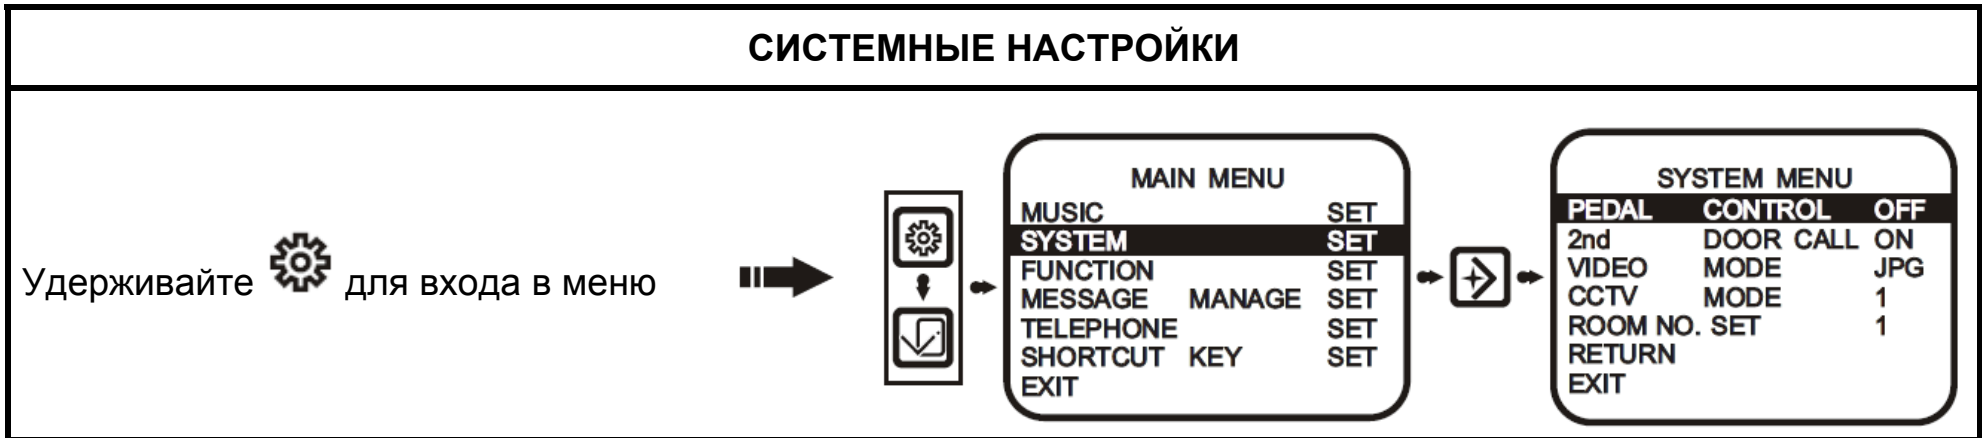 СИСТЕМНЫЕ НАСТРОЙКИ
Удерживайте для входа в меню
MAIN MENU
MUSIC SET
SYSTEM SET
FUNCTION SET
MESSAGE MANAGE SET
TELEPHONE SET
SHORTCUT KEY SET
EXIT
SYSTEM MENU
PEDAL CONTROL OFF
2nd DOOR CALL ON
VIDEO MODE JPG
CCTV MODE 1
ROOM NO. SET 1
RETURN
EXIT